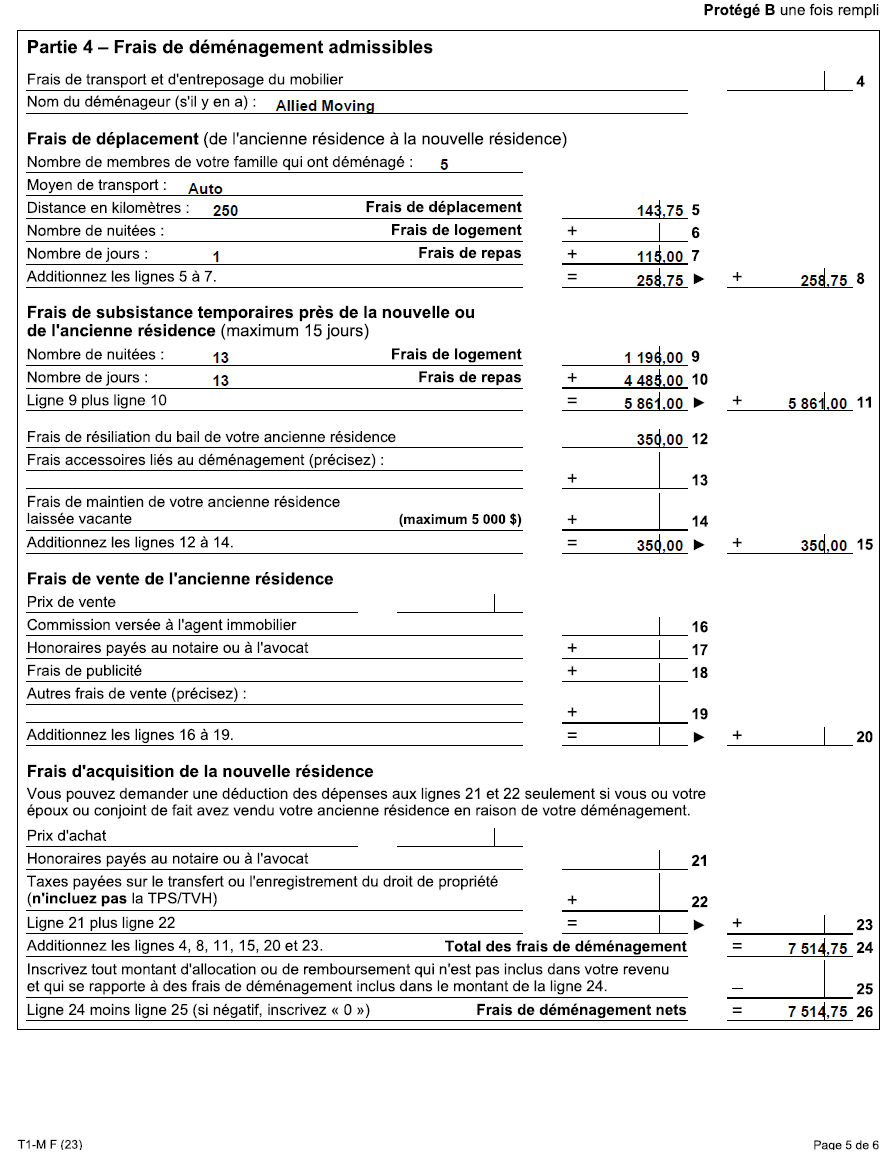 Protégé B une fois rempli
Partie 4 – Frais de déménagement admissibles
Frais de transport et d'entreposage du mobilier 4
Nom du déménageur (s'il y en a) : Allied Moving
Frais de déplacement (de l'ancienne résidence à la nouvelle résidence)
Nombre de membres de votre famille qui ont déménagé : 5
Moyen de transport : Auto
Distance en kilomètres : 250 Frais de déplacement 143,75 5
Nombre de nuitées : Frais de logement + 6
Nombre de jours : 1 Frais de repas + 115,00 7
Additionnez les lignes 5 à 7. = 258,75 ► + 258,75 8
Frais de subsistance temporaires près de la nouvelle ou
de l'ancienne résidence (maximum 15 jours)
Nombre de nuitées : 13 Frais de logement 1 196,00 9
Nombre de jours : 13 Frais de repas + 4 485,00 10
Ligne 9 plus ligne 10 = 5 861,00 ► + 5 861,00 11
Frais de résiliation du bail de votre ancienne résidence 350,00 12
Frais accessoires liés au déménagement (précisez) :
+ 13
Frais de maintien de votre ancienne résidence
laissée vacante (maximum 5 000 $) + 14
Additionnez les lignes 12 à 14. = 350,00 ► + 350,00 15
Frais de vente de l'ancienne résidence
Prix de vente
Commission versée à l'agent immobilier 16
Honoraires payés au notaire ou à l'avocat + 17
Frais de publicité + 18
Autres frais de vente (précisez) :
+ 19
Additionnez les lignes 16 à 19. = ► + 20
Frais d'acquisition de la nouvelle résidence
Vous pouvez demander une déduction des dépenses aux lignes 21 et 22 seulement si vous ou votre
époux ou conjoint de fait avez vendu votre ancienne résidence en raison de votre déménagement.
Prix d'achat
Honoraires payés au notaire ou à l'avocat 21
Taxes payées sur le transfert ou l'enregistrement du droit de propriété
(n'incluez pas la TPS/TVH) + 22
Ligne 21 plus ligne 22 = ► + 23
Additionnez les lignes 4, 8, 11, 15, 20 et 23. Total des frais de déménagement = 7 514,75 24
Inscrivez tout montant d'allocation ou de remboursement qui n'est pas inclus dans votre revenu
et qui se rapporte à des frais de déménagement inclus dans le montant de la ligne 24. – 25
Ligne 24 moins ligne 25 (si négatif, inscrivez « 0 ») Frais de déménagement nets = 7 514,75 26
T1-M F (23) Page 5 de 6